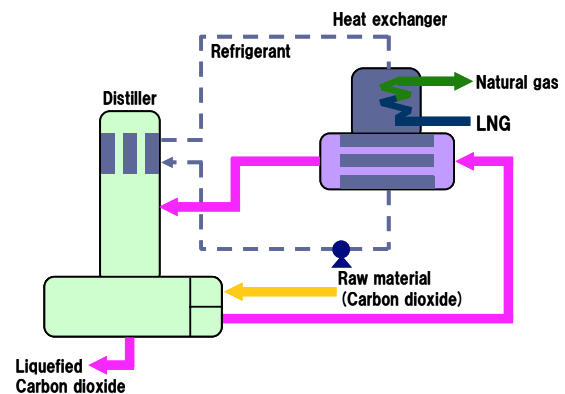 Heat exchanger
Refrigerant
Natural gas
Distiller
LNG
Raw material
(Carbon dioxide)
Liquefied
Carbon dioxide